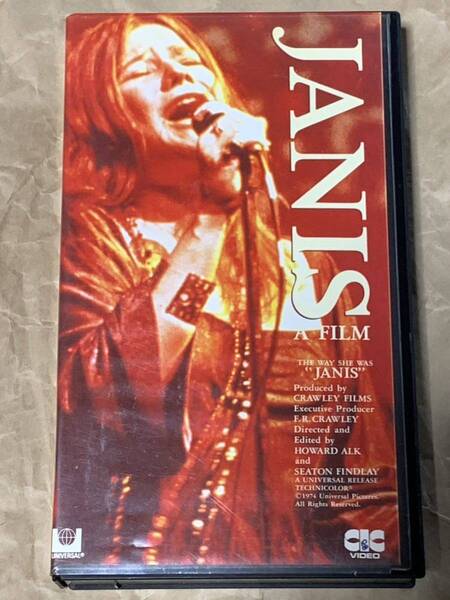 JANIS
A FILM
THE WAY SHE WAS
"JANIS"
Produced by
CRAWLEY FILMS
Executive Producer
F.R. CRAWLEY
Directed and
Edited by
HOWARD ALK
and
SEATON FINDLAY
A UNIVERSAL RELEASE
TECHNICOLOR®
©1974 Universal Pictures.
All Rights Reserved.
UNIVERSAL®
CIC
VIDEO